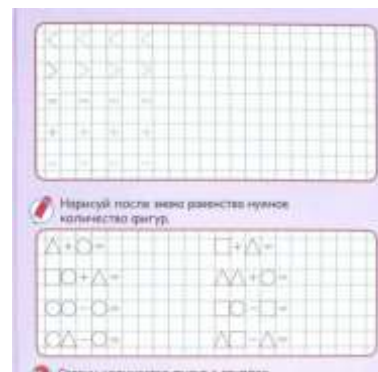 < < < <
> > > >
= = = =
+ + + +
- - - -
Нарисуй после знака равенства нужное
количество фигур.
△+○= □+△=
□○+△= △△+○=
○○-○= □○-□=
○△-○= △□-△=